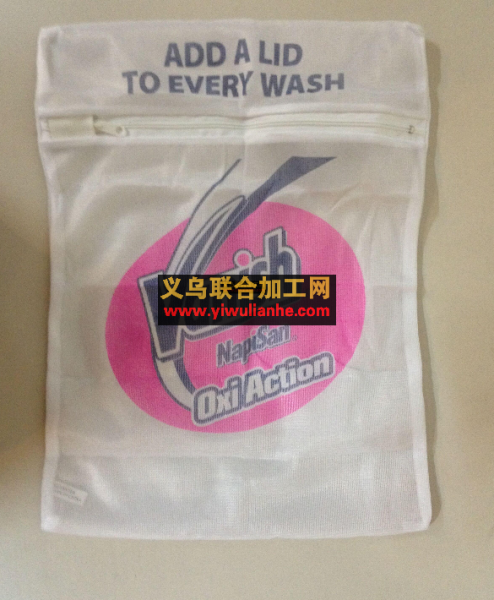 ADD A LID
TO EVERY WASH
义乌联合加工网
www.yiwulianhe.com
NapiSan
Oxi Action